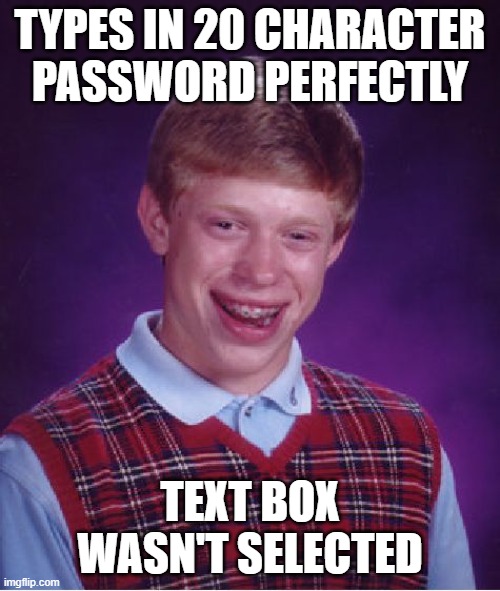 TYPES IN 20 CHARACTER
PASSWORD PERFECTLY
TEXT BOX
WASN'T SELECTED
imgflip.com